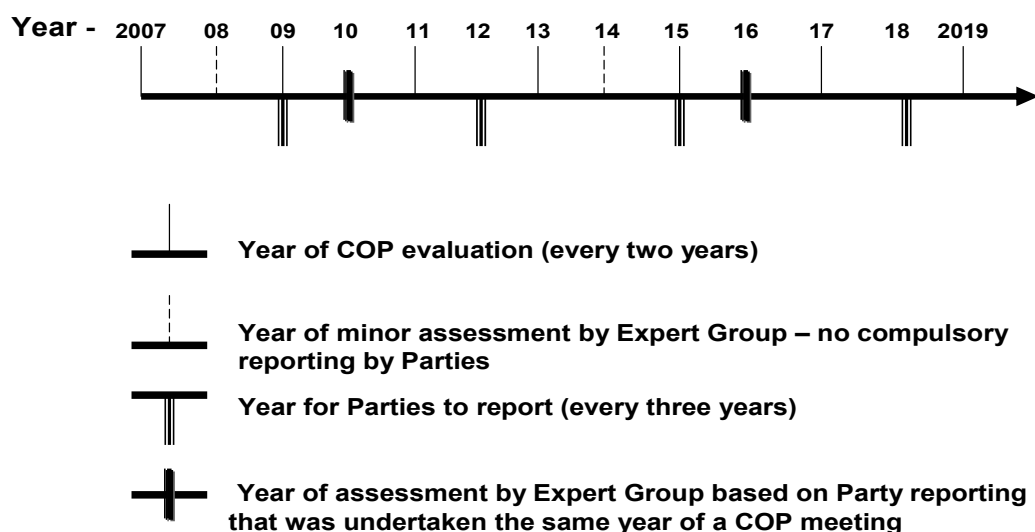 Year - 2007 08 09 10 11 12 13 14 15 16 17 18 2019
Year of COP evaluation (every two years)
Year of minor assessment by Expert Group – no compulsory
reporting by Parties
Year for Parties to report (every three years)
Year of assessment by Expert Group based on Party reporting
that was undertaken the same year of a COP meeting